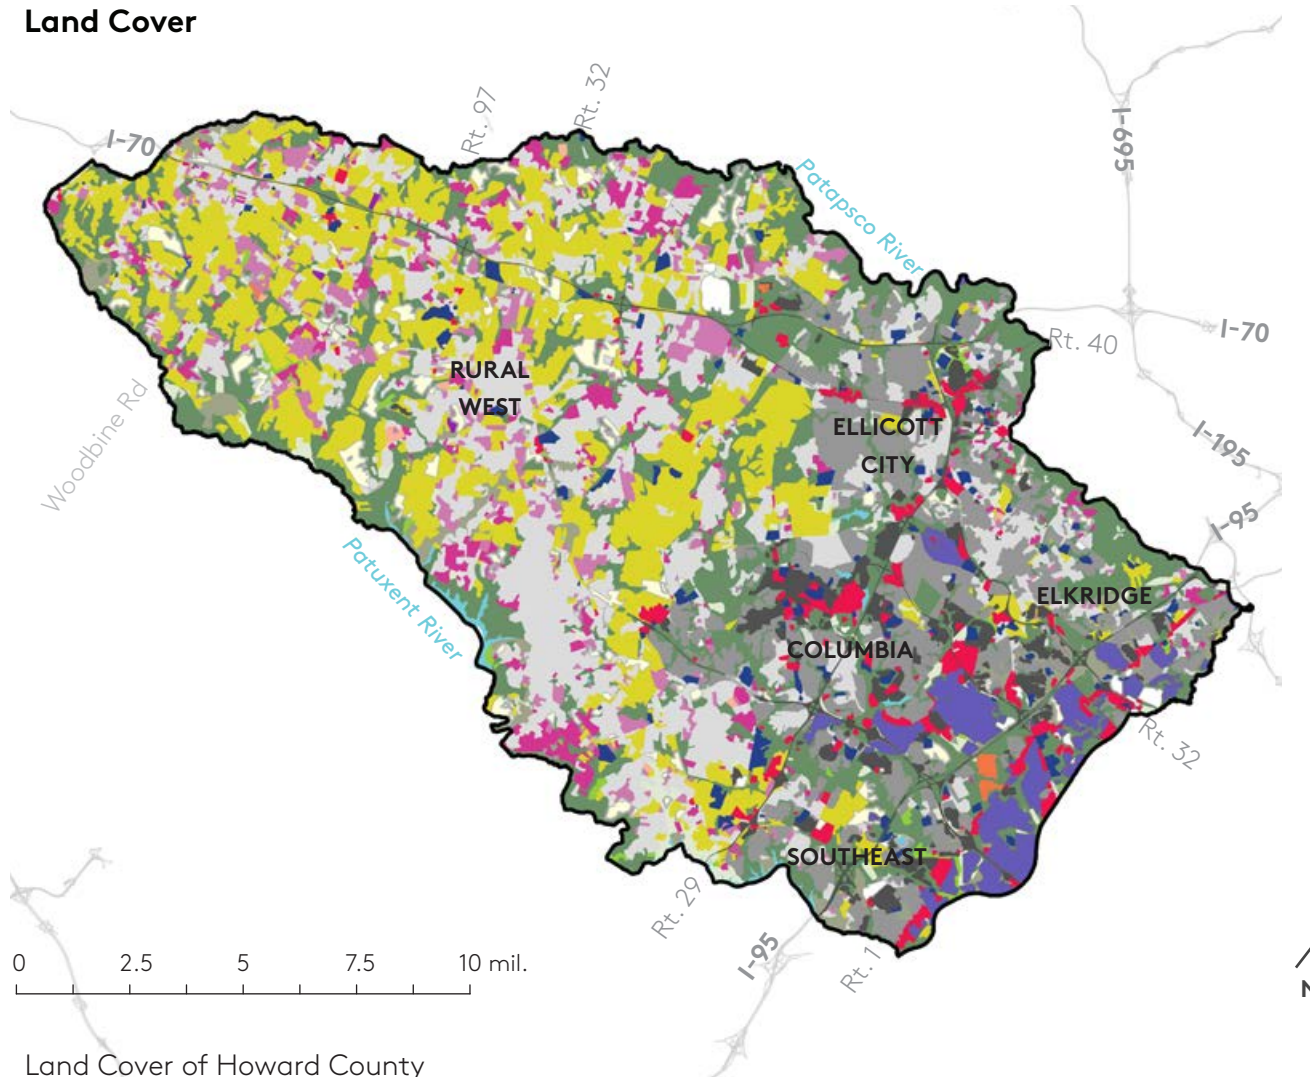 Land Cover
I-70
Rt. 97
Rt. 32
I-695
Patapsco River
I-70
Rt. 40
RURAL
WEST
Woodbine Rd
ELLICOTT
CITY
I-195
I-95
Patuxent River
ELKRIDGE
COLUMBIA
Rt. 32
SOUTHEAST
Rt. 29
I-95
Rt. 1
0 2.5 5 7.5 10 mil.
Land Cover of Howard County